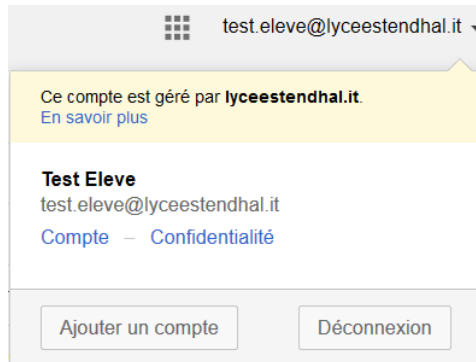 test.eleve@lyceestendhal.it
Ce compte est géré par lyceestendhal.it.
En savoir plus
Test Eleve
test.eleve@lyceestendhal.it
Compte – Confidentialité
Ajouter un compte Déconnexion